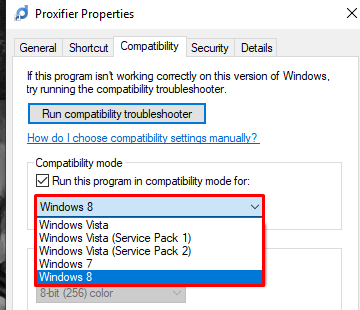 Proxifier Properties
General Shortcut Compatibility Security Details
If this program isn't working correctly on this version of Windows,
try running the compatibility troubleshooter.
Run compatibility troubleshooter
How do I choose compatibility settings manually?
Compatibility mode
Run this program in compatibility mode for:
Windows 8
Windows Vista
Windows Vista (Service Pack 1)
Windows Vista (Service Pack 2)
Windows 7
Windows 8
8-bit (256) color